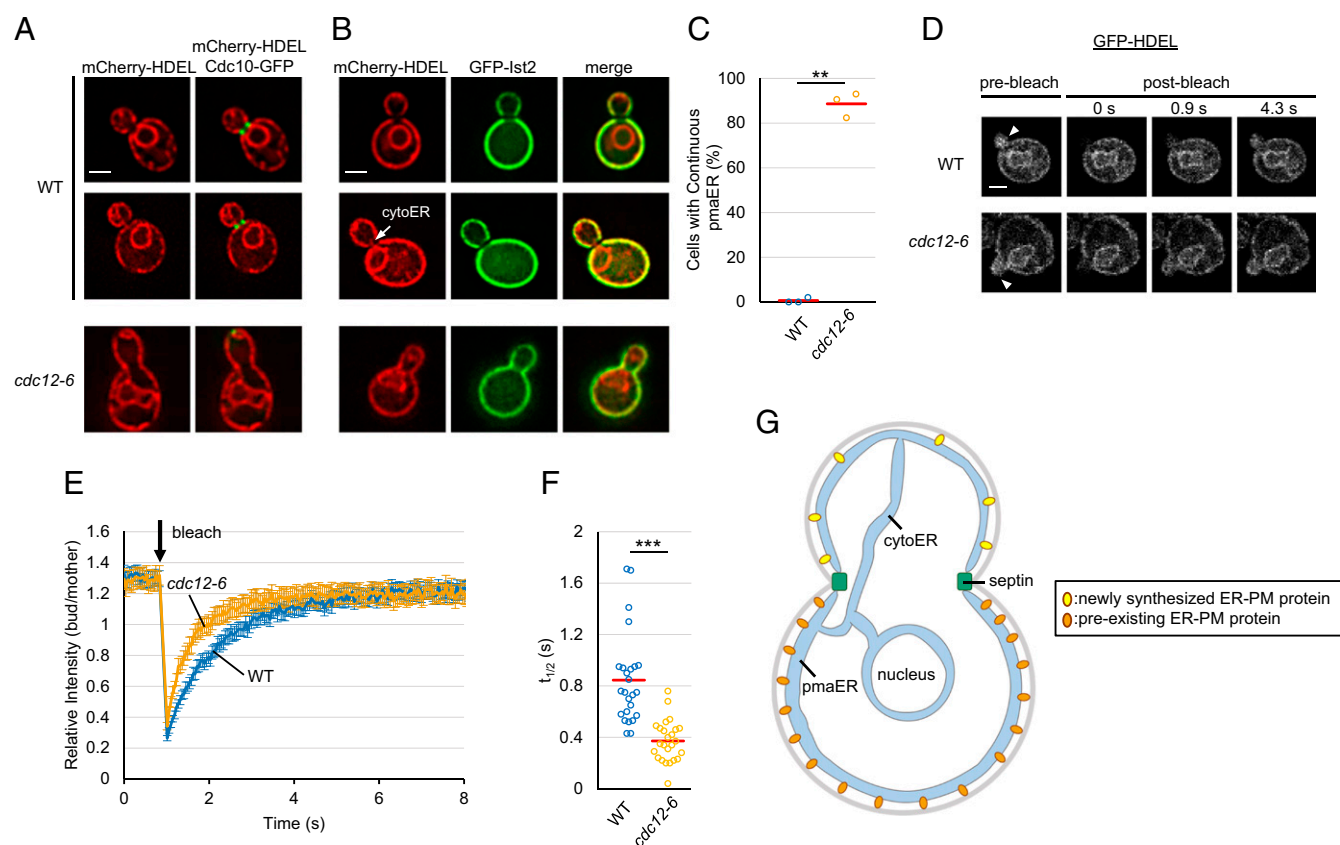 A
mCherry-HDEL
mCherry-HDEL
Cdc10-GFP
WT
cdc12-6
B
mCherry-HDEL
GFP-Ist2
merge
cytoER
C
Cells with Continuous
pmaER (%)
100
80
60
40
20
0
**
WT
cdc12-6
D
GFP-HDEL
pre-bleach
post-bleach
0 s
0.9 s
4.3 s
WT
cdc12-6
E
Relative Intensity (bud/mother)
1.6
1.4
1.2
1
0.8
0.6
0.4
0.2
0
bleach
cdc12-6
WT
0
2
4
6
8
Time (s)
F
t1/2 (s)
2
1.6
1.2
0.8
0.4
0
***
WT
cdc12-6
G
cytoER
septin
nucleus
pmaER
:newly synthesized ER-PM protein
:pre-existing ER-PM protein